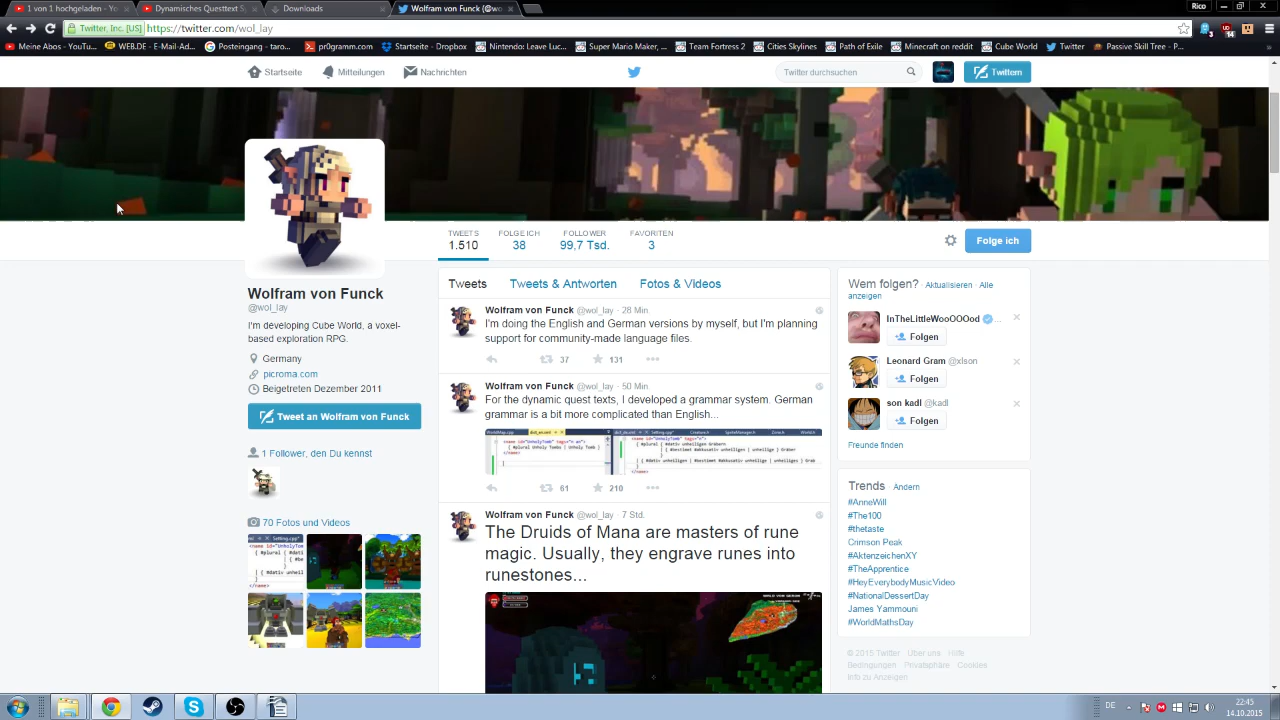 1 von 1 hochgeladen - Yo
Dynamisches Questtext S
Downloads
Wolfram von Funck (@wo
Rico
Twitter, Inc. [US]
https://twitter.com/wol_lay
Meine Abos - YouTu...
WEB.DE - E-Mail-Ad...
Posteingang - taro...
pr0gramm.com
Startseite - Dropbox
Nintendo: Leave Luc...
Super Mario Maker, ...
Team Fortress 2
Cities Skylines
Path of Exile
Minecraft on reddit
Cube World
Twitter
Passive Skill Tree - P...
Startseite
Mitteilungen
Nachrichten
Twitter durchsuchen
Twittern
TWEETS
1.510
FOLGE ICH
38
FOLLOWER
99,7 Tsd.
FAVORITEN
3
Folge ich
Wolfram von Funck
@wol_lay
I'm developing Cube World, a voxel-
based exploration RPG.
Germany
picroma.com
Beigetreten Dezember 2011
Tweet an Wolfram von Funck
1 Follower, den Du kennst
70 Fotos und Videos
Tweets
Tweets & Antworten
Fotos & Videos
Wolfram von Funck @wol_lay · 28 Min.
I'm doing the English and German versions by myself, but I'm planning
support for community-made language files.
37
131
Wolfram von Funck @wol_lay · 50 Min.
For the dynamic quest texts, I developed a grammar system. German
grammar is a bit more complicated than English...
61
210
Wolfram von Funck @wol_lay · 7 Std.
The Druids of Mana are masters of rune
magic. Usually, they engrave runes into
runestones...
Wem folgen? · Aktualisieren · Alle
anzeigen
InTheLittleWooOOOod ...
Folgen
Leonard Gram @xlson
Folgen
son kadl @kadl
Folgen
Freunde finden
Trends · Ändern
#AnneWill
#The100
#thetaste
Crimson Peak
#AktenzeichenXY
#TheApprentice
#HeyEverybodyMusicVideo
#NationalDessertDay
James Yammouni
#WorldMathsDay
© 2015 Twitter Über uns Hilfe
Bedingungen Privatsphäre Cookies
Info zu Anzeigen
DE
22:45
14.10.2015